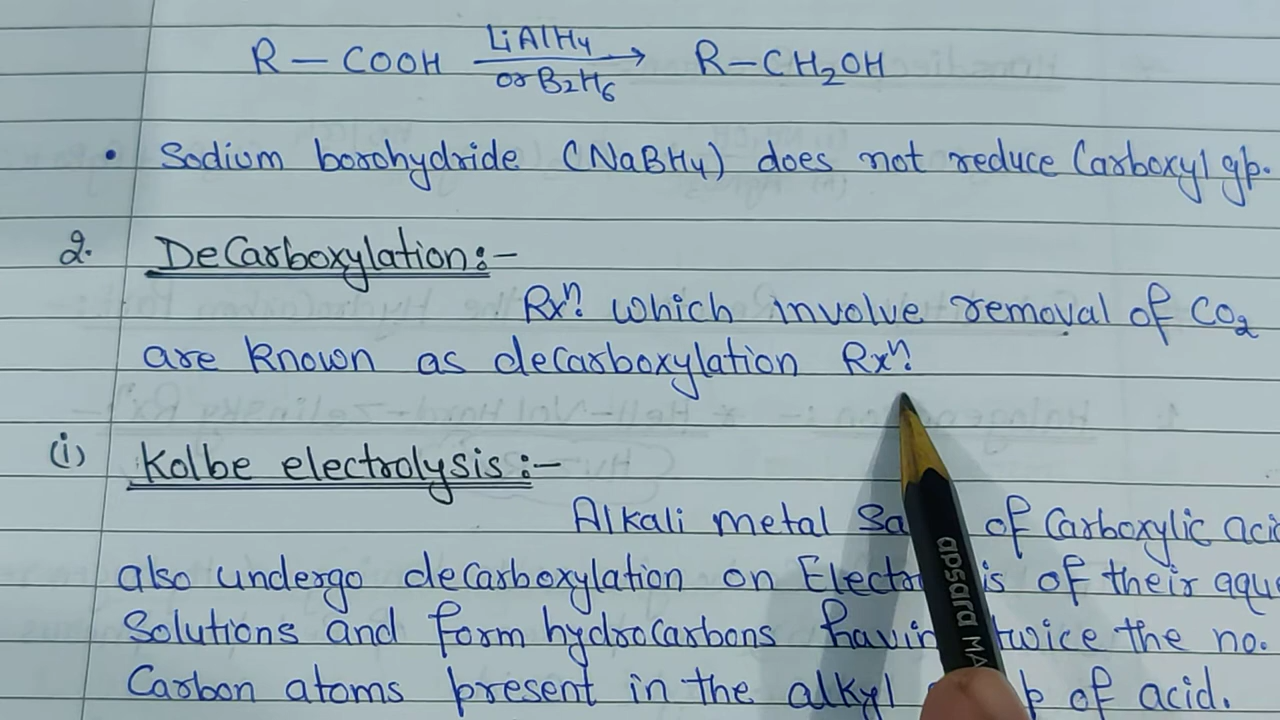 R – COOH LiAlH4 or B2H6 → R–CH2OH
• Sodium borohydride (NaBH4) does not reduce Carboxyl gp.
2. DeCarboxylation:–
Rxn. which involve removal of CO2
are known as decarboxylation Rxn.
(i) Kolbe electrolysis:–
Alkali metal Sa of Carboxylic aci
also undergo decarboxylation on Electro is of their aque
Solutions and form hydrocarbons havin twice the no.
Carbon atoms present in the alkyl p of acid.
apsara MA